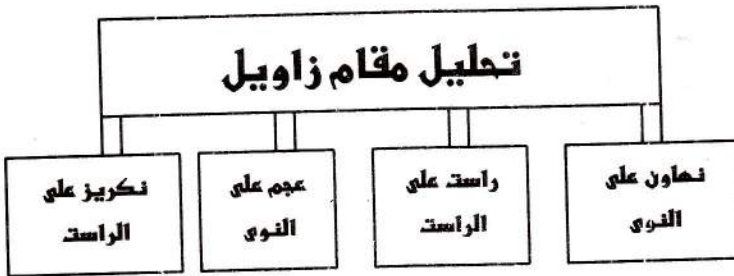 تحليل مقام زاويل
نهاون على
النوى
راست على
الراست
عجم على
النوى
نكريز على
الراست